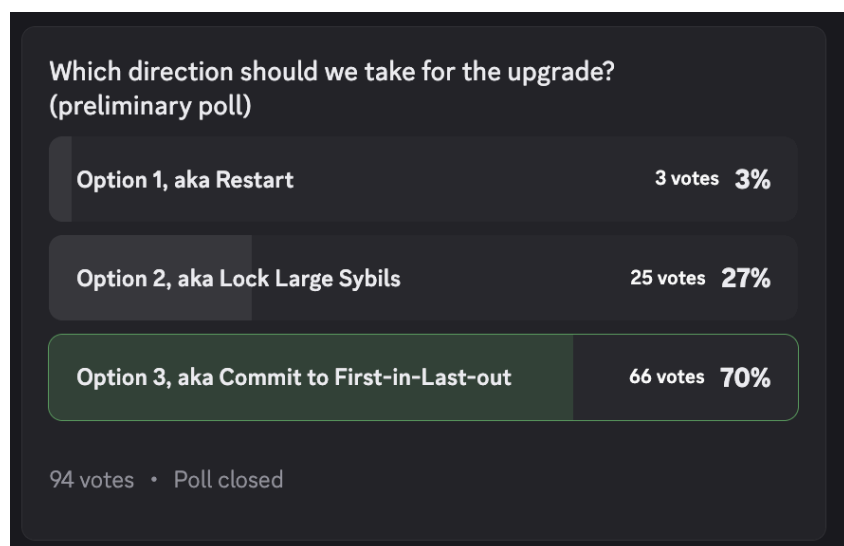 Which direction should we take for the upgrade?
(preliminary poll)
Option 1, aka Restart 3 votes 3%
Option 2, aka Lock Large Sybils 25 votes 27%
Option 3, aka Commit to First-in-Last-out 66 votes 70%
94 votes • Poll closed